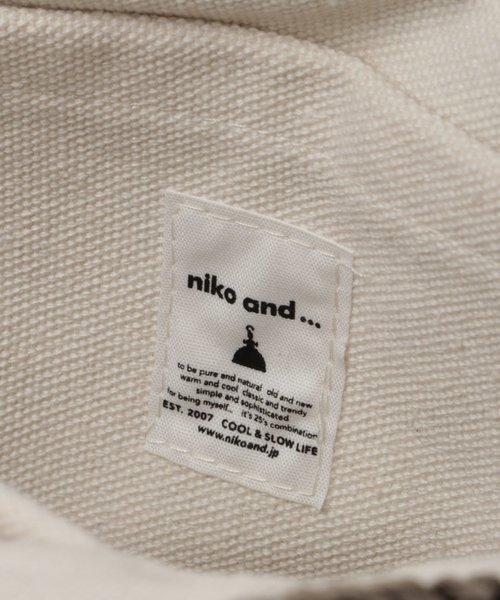 niko and ...
to be pure and natural old and new
warm and cool classic and trendy
simple and sophisticated
for being myself... it's 25's combination
EST. 2007 COOL & SLOW LIFE
www.nikoand.jp